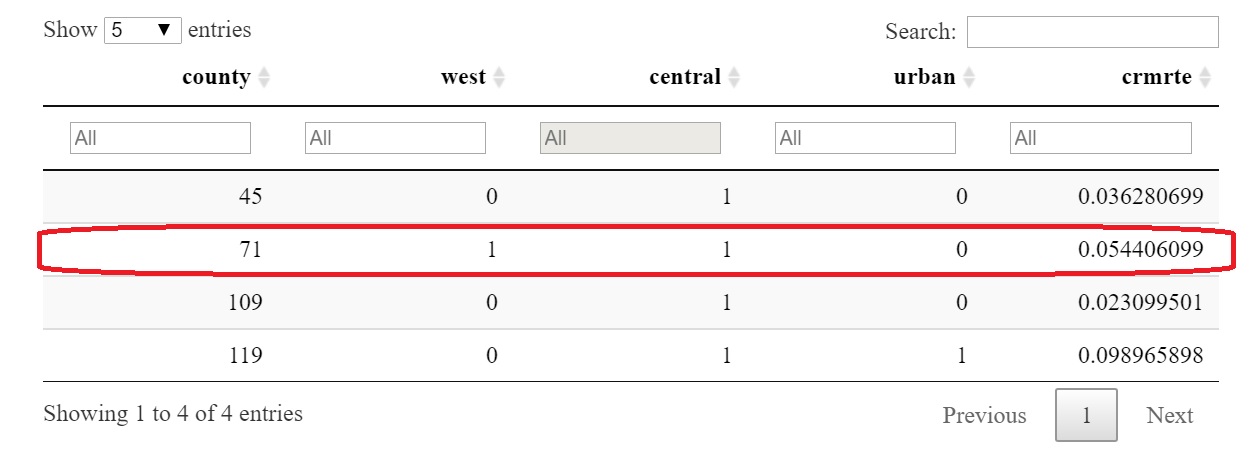 Show 5 ▼ entries Search:
county west central urban crmrte
All All All All All
45 0 1 0 0.036280699
71 1 1 0 0.054406099
109 0 1 0 0.023099501
119 0 1 1 0.098965898
Showing 1 to 4 of 4 entries Previous 1 Next